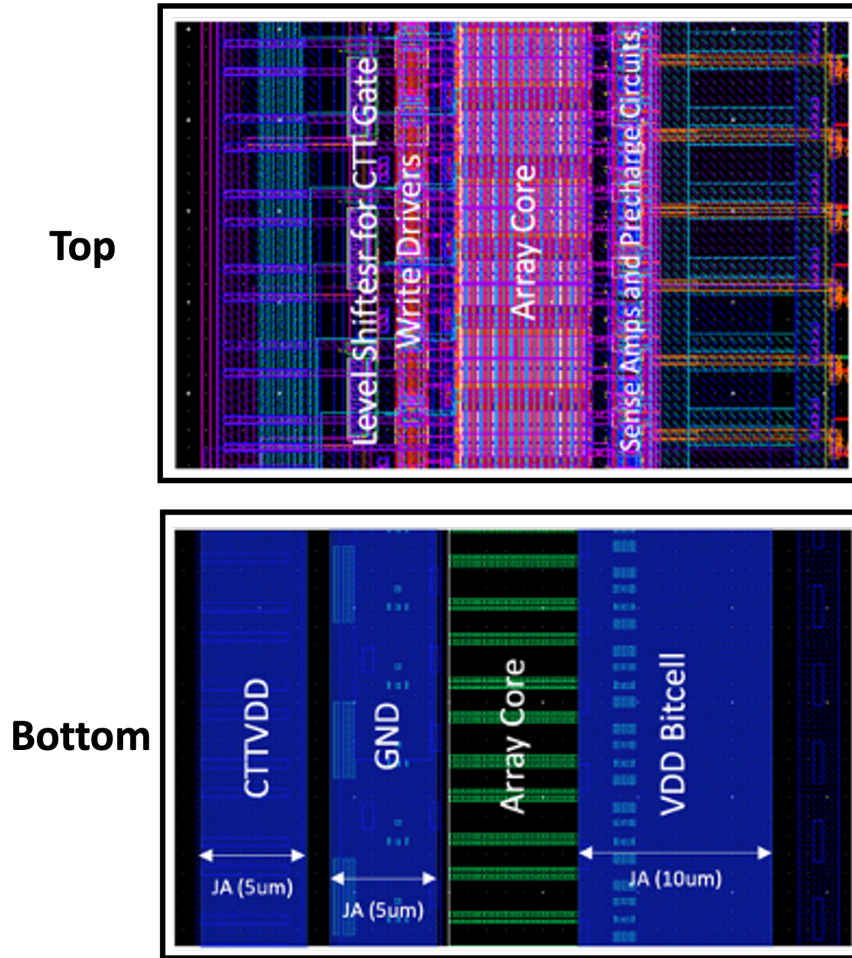 Top
Level Shiftesr for CTT Gate
Write Drivers
Array Core
Sense Amps and Precharge Circuits
Bottom
CTTVDD
GND
Array Core
VDD Bitcell
JA (5um)
JA (5um)
JA (10um)